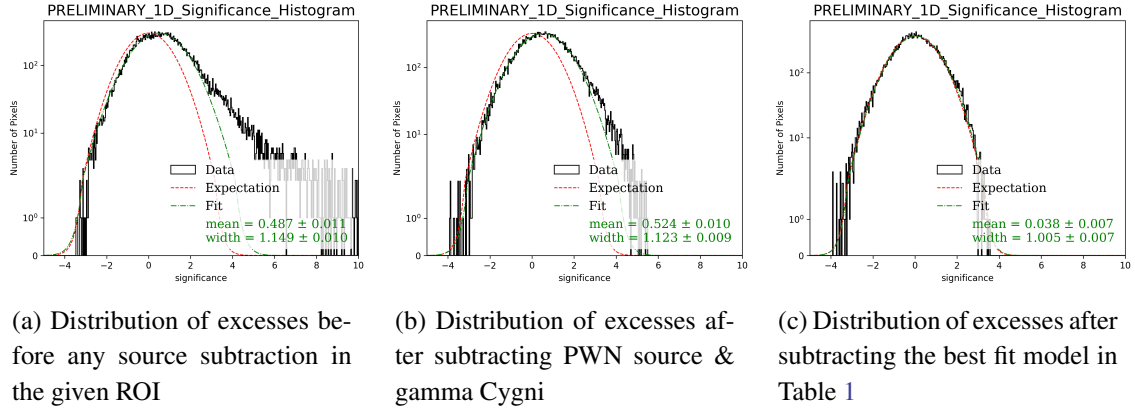 PRELIMINARY_1D_Significance_Histogram
Number of Pixels
10²
10¹
10⁰
0
Data
Expectation
Fit
mean = 0.487 ± 0.011
width = 1.149 ± 0.010
−4 −2 0 2 4 6 8 10
significance
(a) Distribution of excesses be-
fore any source subtraction in
the given ROI
PRELIMINARY_1D_Significance_Histogram
Number of Pixels
10²
10¹
10⁰
0
Data
Expectation
Fit
mean = 0.524 ± 0.010
width = 1.123 ± 0.009
−4 −2 0 2 4 6 8 10
significance
(b) Distribution of excesses af-
ter subtracting PWN source &
gamma Cygni
PRELIMINARY_1D_Significance_Histogram
Number of Pixels
10²
10¹
10⁰
0
Data
Expectation
Fit
mean = 0.038 ± 0.007
width = 1.005 ± 0.007
−4 −2 0 2 4 6 8 10
significance
(c) Distribution of excesses after
subtracting the best fit model in
Table 1